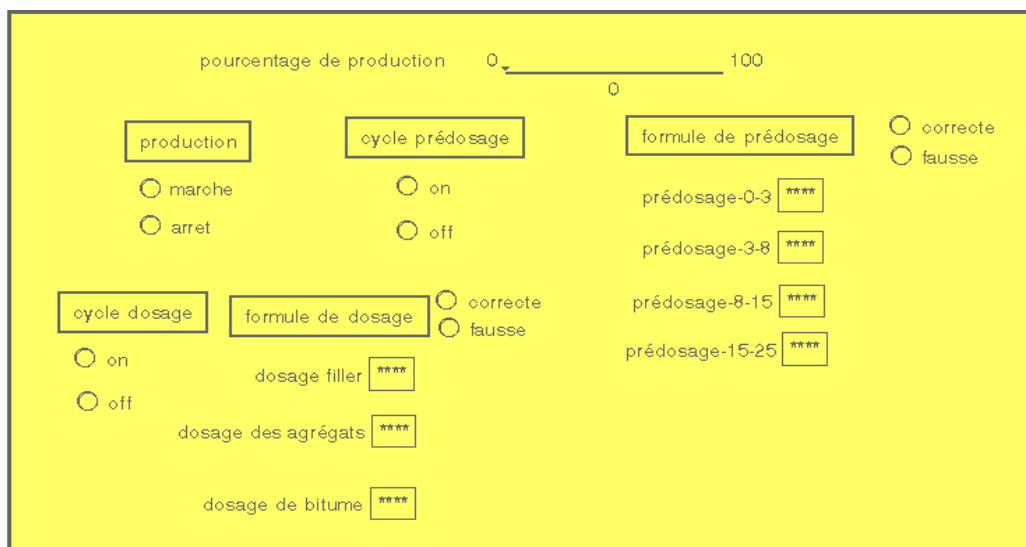 pourcentage de production 0 100
0
production
marche
arret
cycle prédosage
on
off
formule de prédosage
correcte
fausse
prédosage-0-3 ****
prédosage-3-8 ****
prédosage-8-15 ****
prédosage-15-25 ****
cycle dosage
on
off
formule de dosage
correcte
fausse
dosage filler ****
dosage des agrégats ****
dosage de bitume ****